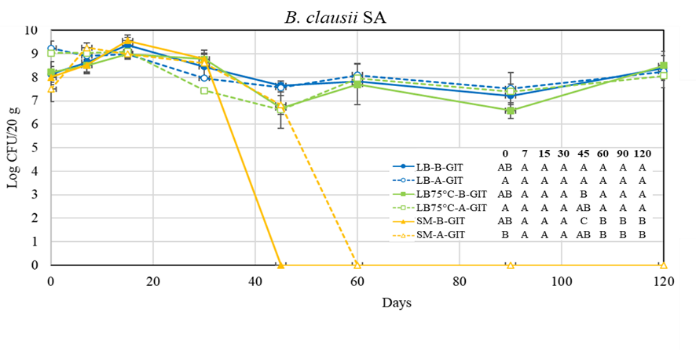 B. clausii SA
10
9
8
7
6
5
4
3
2
1
0
Log CFU/20 g
0 7 15 30 45 60 90 120
LB-B-GIT AB A A A A A A A
LB-A-GIT A A A A A A A A
LB75°C-B-GIT AB A A A B A A A
LB75°C-A-GIT A A A A AB A A A
SM-B-GIT AB A A A C B B B
SM-A-GIT B A A A AB B B B
0 20 40 60 80 100 120
Days